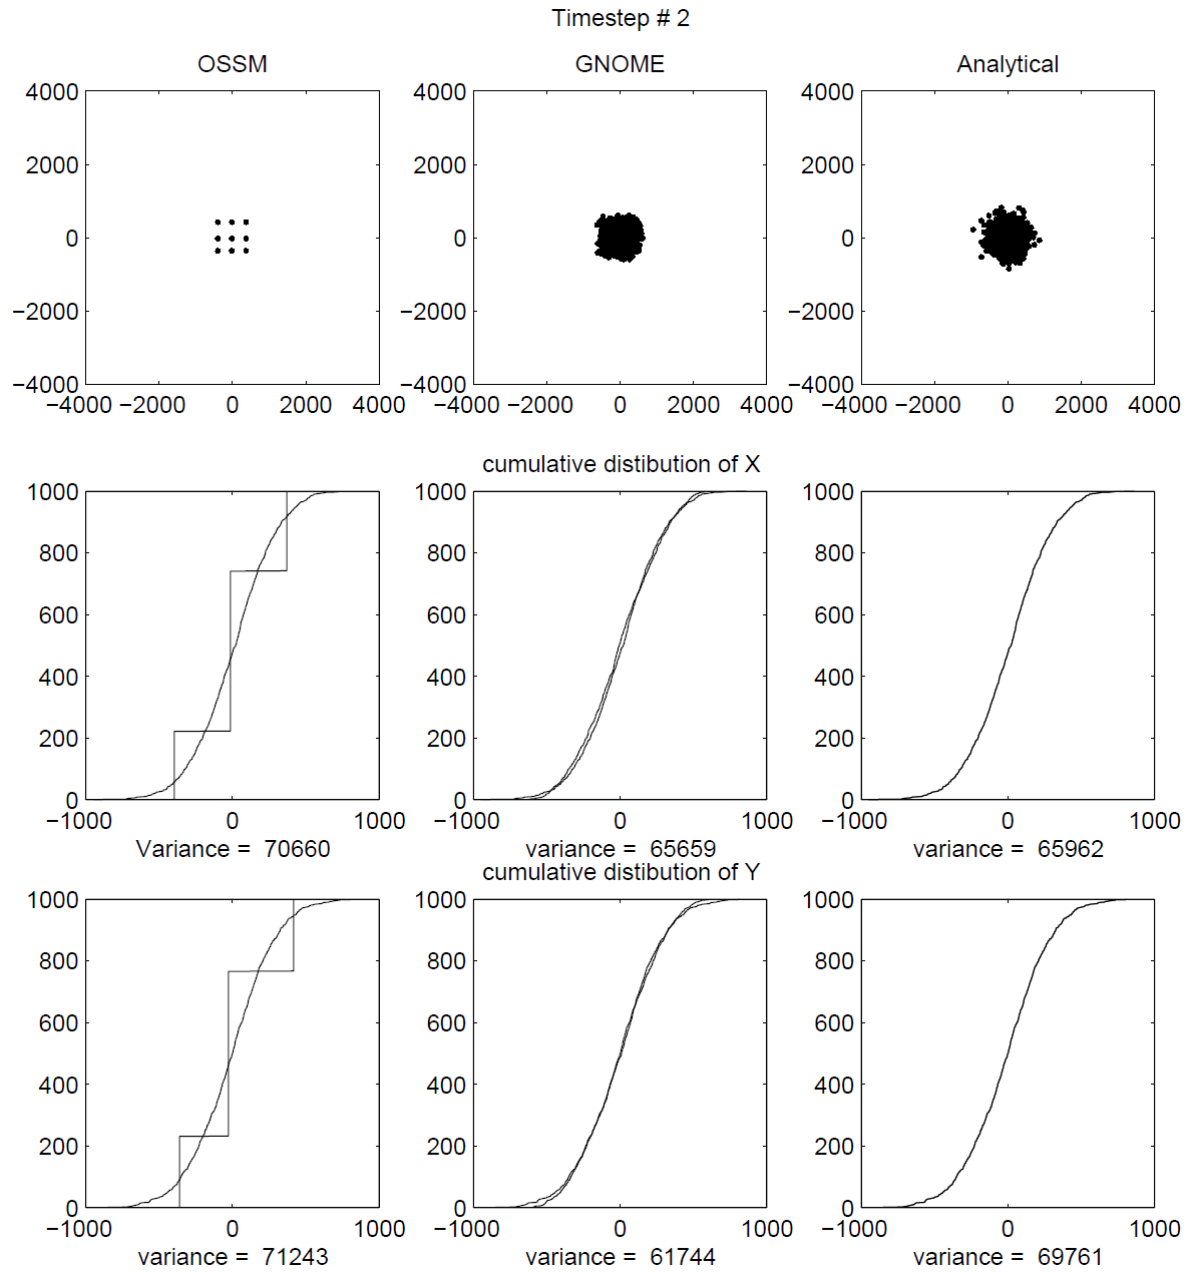 Timestep # 2
OSSM GNOME Analytical
4000 4000 4000
2000 2000 2000
0 0 0
−2000 −2000 −2000
−4000 −4000 −4000
−4000 −2000 0 2000 4000 −4000 −2000 0 2000 4000 −4000 −2000 0 2000 4000
cumulative distibution of X
1000 1000 1000
800 800 800
600 600 600
400 400 400
200 200 200
0 0 0
−1000 0 1000 −1000 0 1000 −1000 0 1000
Variance = 70660 variance = 65659 variance = 65962
cumulative distibution of Y
1000 1000 1000
800 800 800
600 600 600
400 400 400
200 200 200
0 0 0
−1000 0 1000 −1000 0 1000 −1000 0 1000
variance = 71243 variance = 61744 variance = 69761